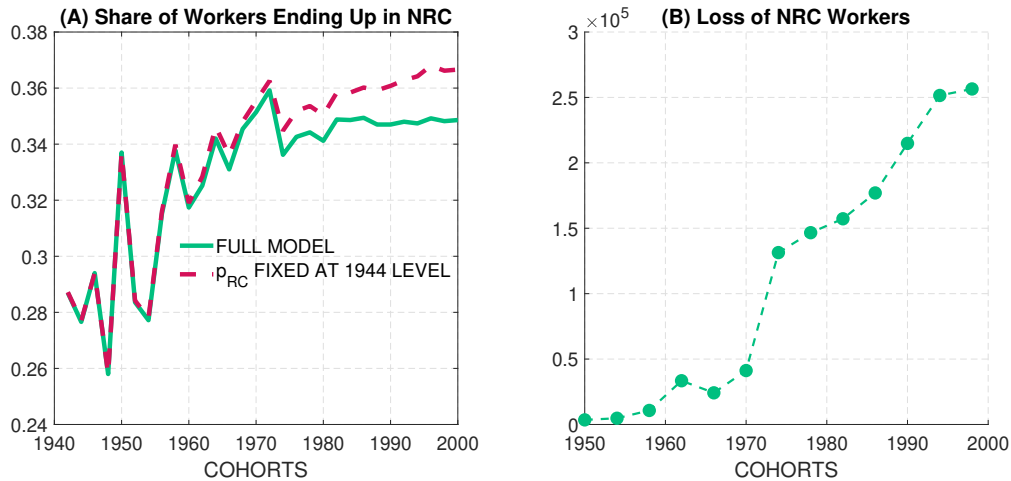 (A) Share of Workers Ending Up in NRC
0.38
0.36
0.34
0.32
0.3
0.28
0.26
0.24
FULL MODEL
p_RC FIXED AT 1944 LEVEL
1940 1950 1960 1970 1980 1990 2000
COHORTS
(B) Loss of NRC Workers
×10^5
3
2.5
2
1.5
1
0.5
0
1950 1960 1970 1980 1990 2000
COHORTS